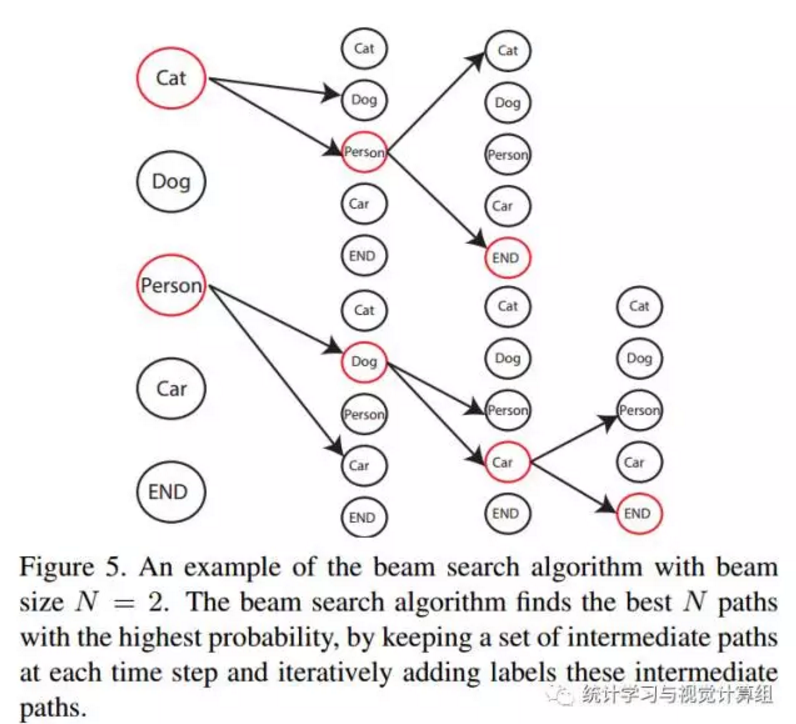 Cat
Dog
Person
Car
END
Cat
Dog
Person
Car
END
Cat
Dog
Person
Car
END
Cat
Dog
Person
Car
END
Cat
Dog
Person
Car
END
Cat
Dog
Person
Car
END
Figure 5. An example of the beam search algorithm with beam
size N = 2. The beam search algorithm finds the best N paths
with the highest probability, by keeping a set of intermediate paths
at each time step and iteratively adding labels these intermediate
paths.
统计学习与视觉计算组